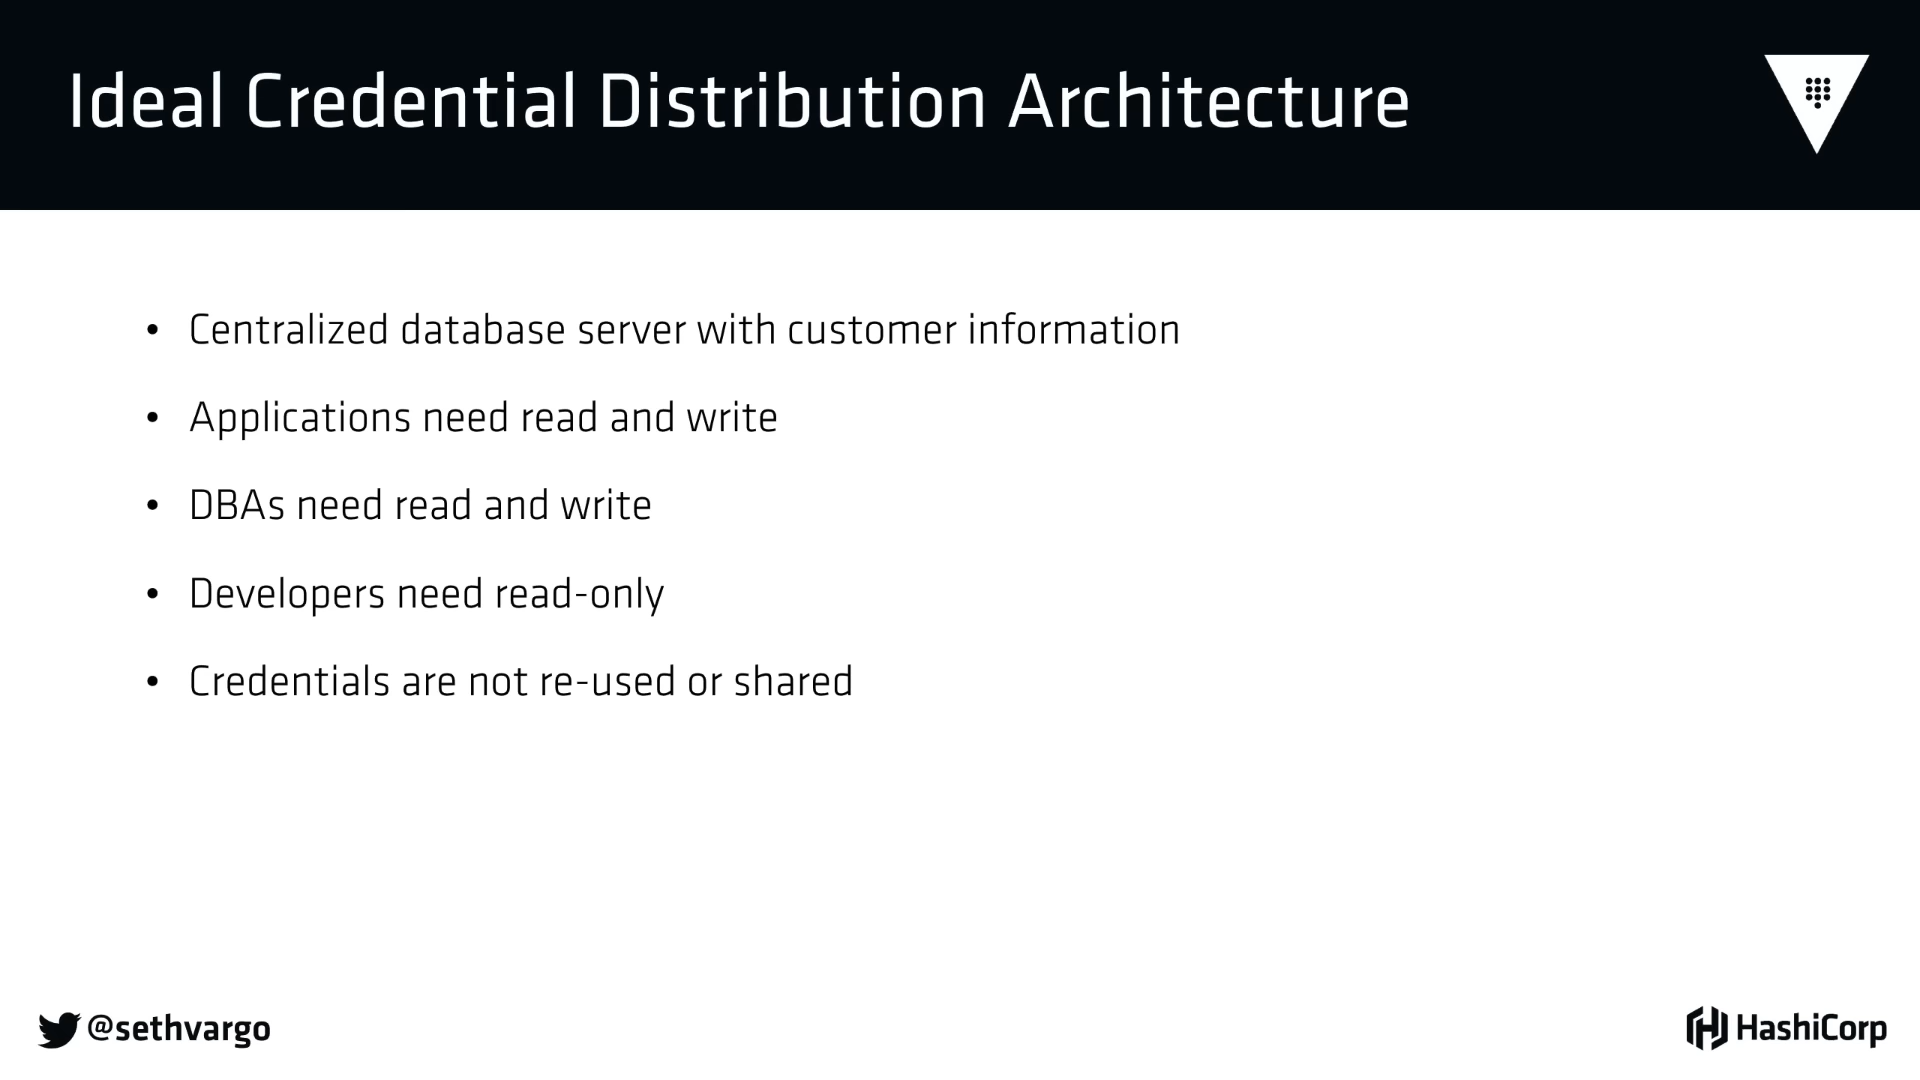 Ideal Credential Distribution Architecture
• Centralized database server with customer information
• Applications need read and write
• DBAs need read and write
• Developers need read-only
• Credentials are not re-used or shared
@sethvargo
HashiCorp